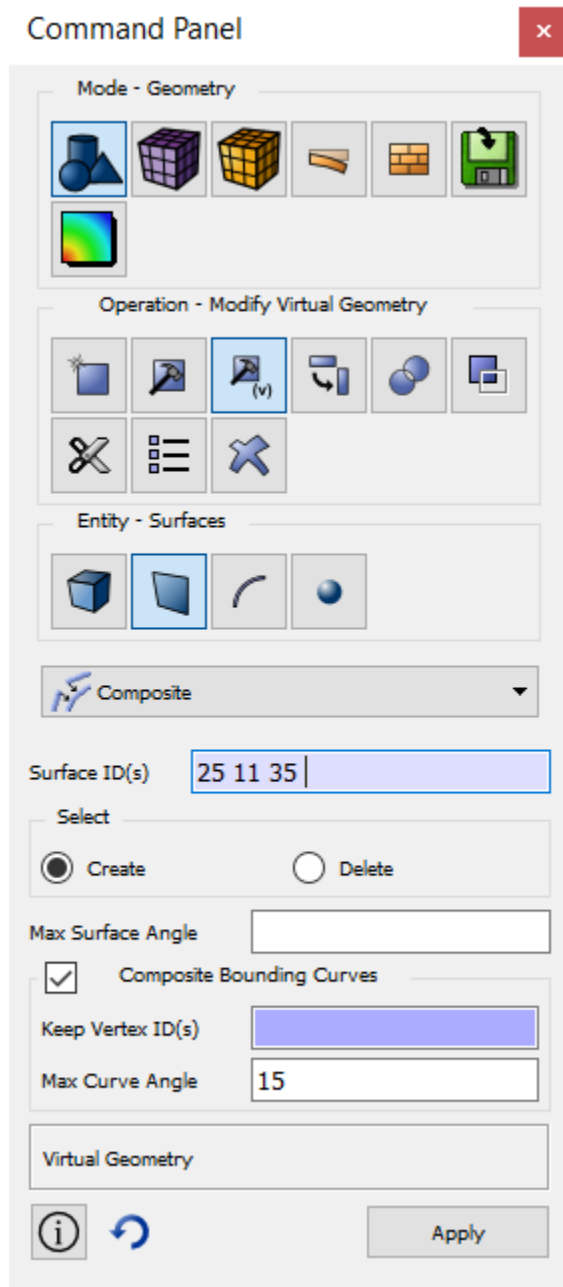 Command Panel
Mode - Geometry
Operation - Modify Virtual Geometry
(v)
Entity - Surfaces
Composite
Surface ID(s) 25 11 35
Select
Create Delete
Max Surface Angle
Composite Bounding Curves
Keep Vertex ID(s)
Max Curve Angle 15
Virtual Geometry
Apply